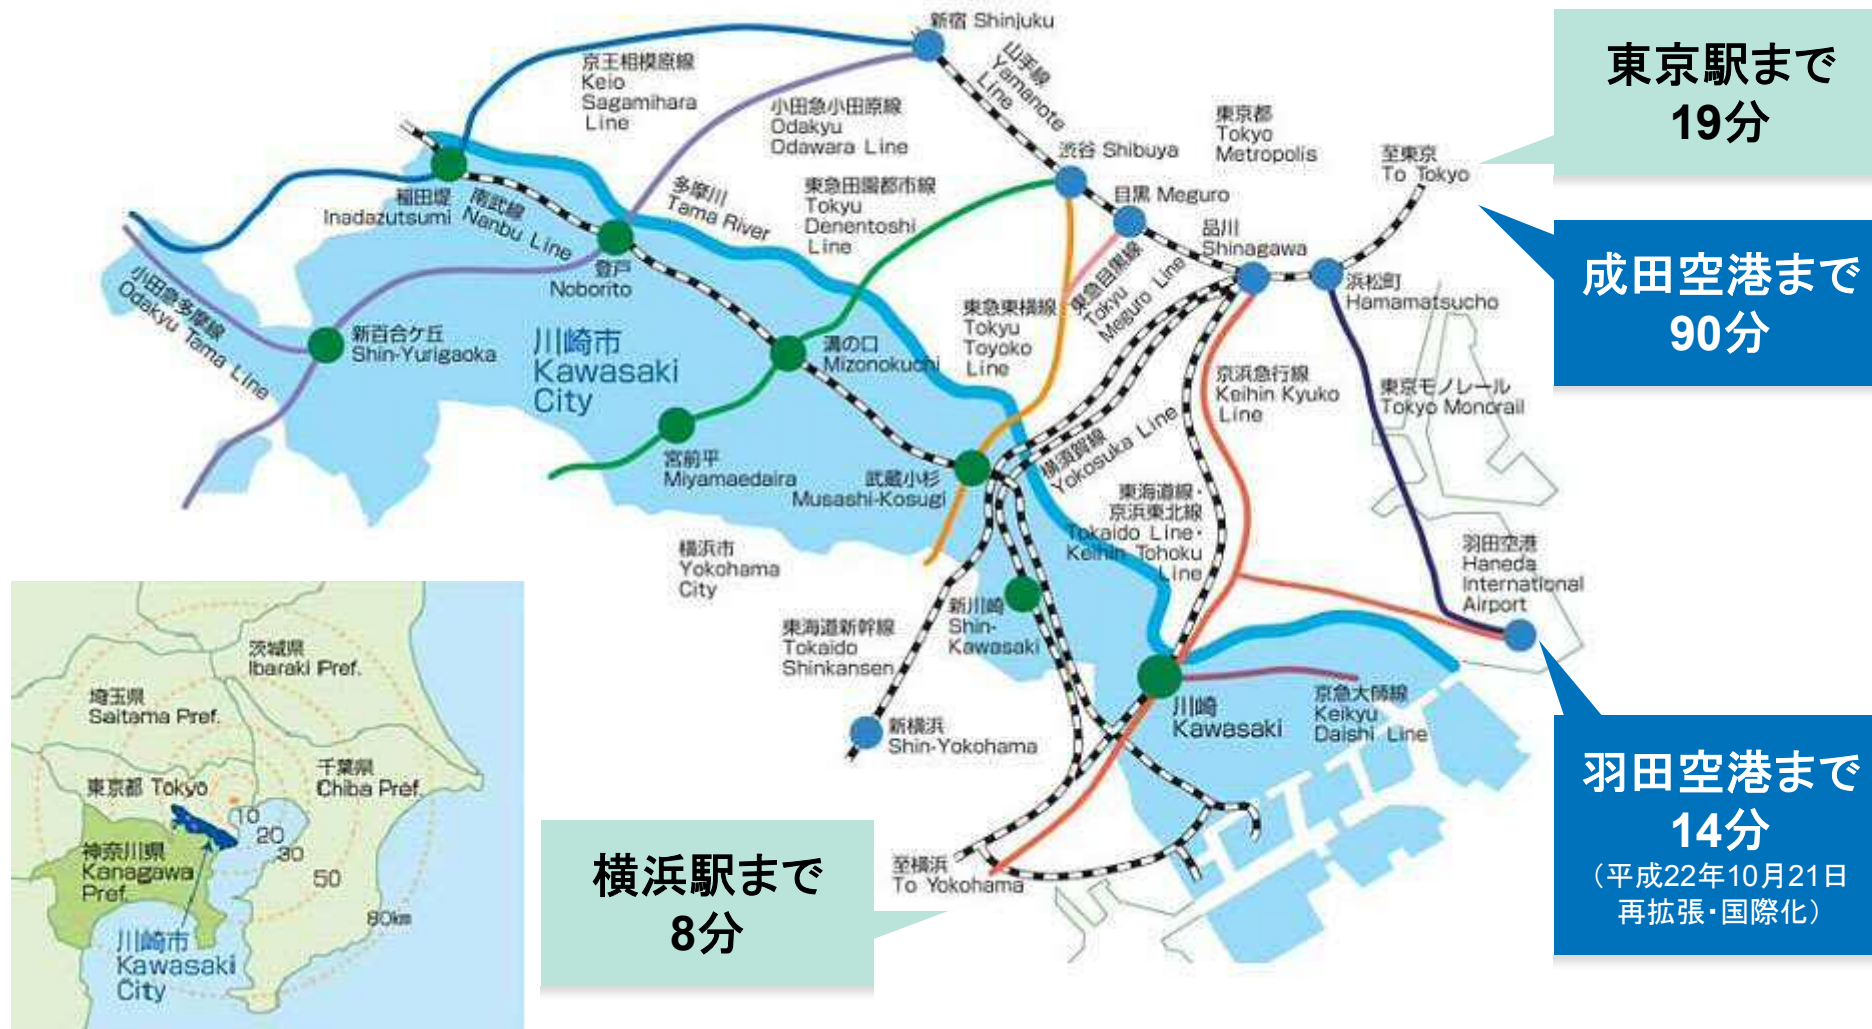 新宿 Shinjuku
京王相模原線
Keio
Sagamihara
Line
小田急小田原線
Odakyu
Odawara Line
山手線
Yamanote
Line
東京都
Tokyo
Metropolis
渋谷 Shibuya
至東京
To Tokyo
東京駅まで
19分
稲田堤
Inadazutsumi
南武線
Nanbu Line
多摩川
Tama River
東急田園都市線
Tokyu
Denentoshi
Line
目黒 Meguro
品川
Shinagawa
浜松町
Hamamatsucho
成田空港まで
90分
登戸
Noborito
小田急多摩線
Odakyu Tama Line
新百合ケ丘
Shin-Yurigaoka
川崎市
Kawasaki
City
溝の口
Mizonokuchi
東急東横線
Tokyu
Toyoko
Line
東急目黒線
Tokyu
Meguro Line
京浜急行線
Keihin Kyuko
Line
東京モノレール
Tokyo Monorail
宮前平
Miyamaedaira
武蔵小杉
Musashi-Kosugi
横須賀線
Yokosuka Line
東海道線・
京浜東北線
Tokaido Line・
Keihin Tohoku
Line
横浜市
Yokohama
City
羽田空港
Haneda
International
Airport
東海道新幹線
Tokaido
Shinkansen
新川崎
Shin-
Kawasaki
新横浜
Shin-Yokohama
川崎
Kawasaki
京急大師線
Keikyu
Daishi Line
羽田空港まで
14分
（平成22年10月21日
再拡張・国際化）
至横浜
To Yokohama
横浜駅まで
8分
茨城県
Ibaraki Pref.
埼玉県
Saitama Pref.
東京都 Tokyo
千葉県
Chiba Pref.
10
20
30
50
80km
神奈川県
Kanagawa
Pref.
川崎市
Kawasaki
City